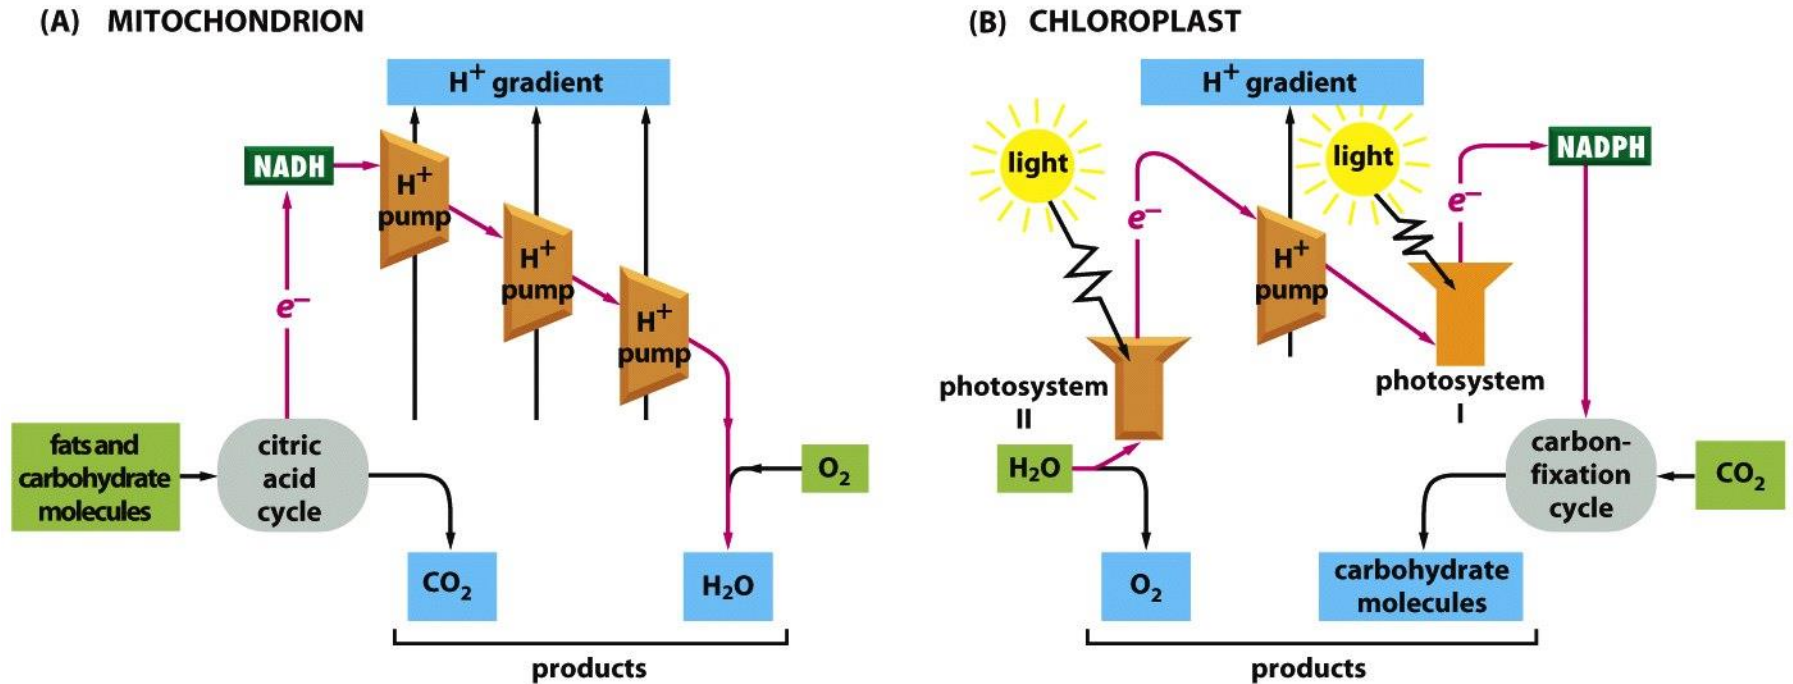 (A) MITOCHONDRION
H⁺ gradient
NADH
H⁺
pump
H⁺
pump
H⁺
pump
e⁻
fats and
carbohydrate
molecules
citric
acid
cycle
O₂
CO₂
H₂O
products
(B) CHLOROPLAST
H⁺ gradient
light
light
NADPH
e⁻
e⁻
H⁺
pump
photosystem
II
photosystem
I
H₂O
carbon-
fixation
cycle
CO₂
O₂
carbohydrate
molecules
products